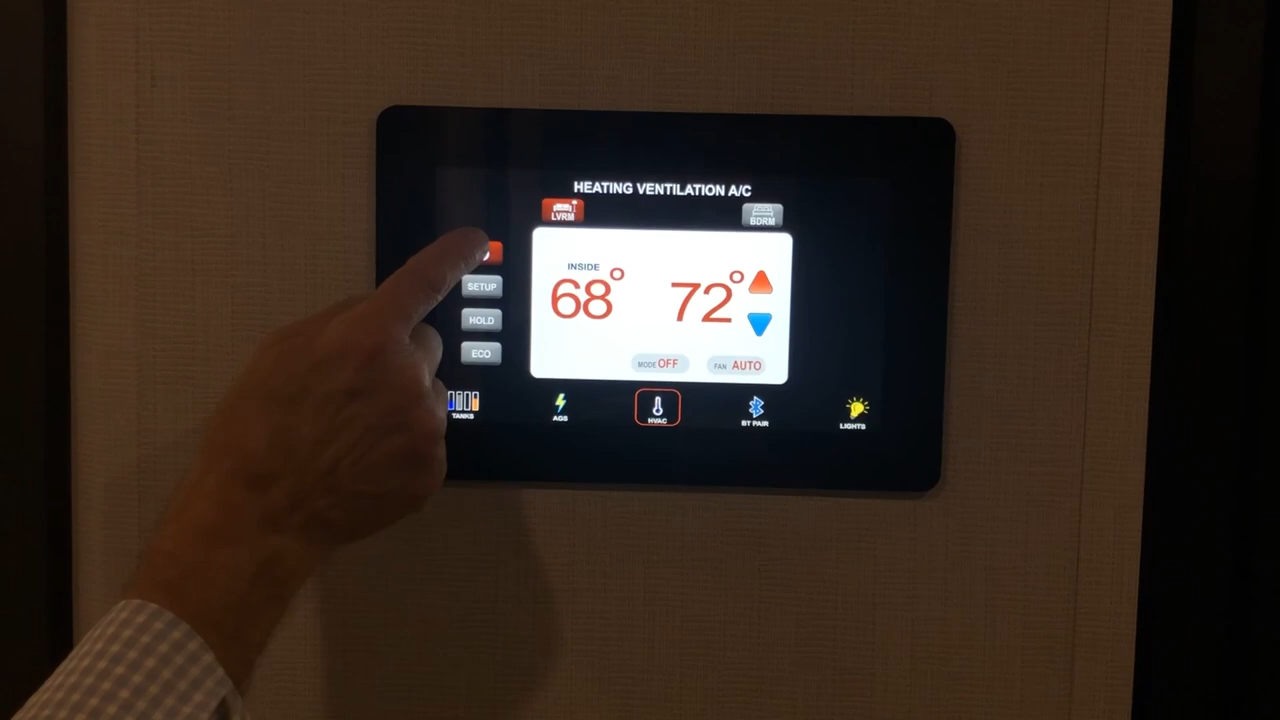 HEATING VENTILATION A/C
LVRM
BDRM
INSIDE
68° 72°
SETUP
HOLD
ECO
MODE OFF
FAN AUTO
TANKS
AGS
HVAC
BT PAIR
LIGHTS